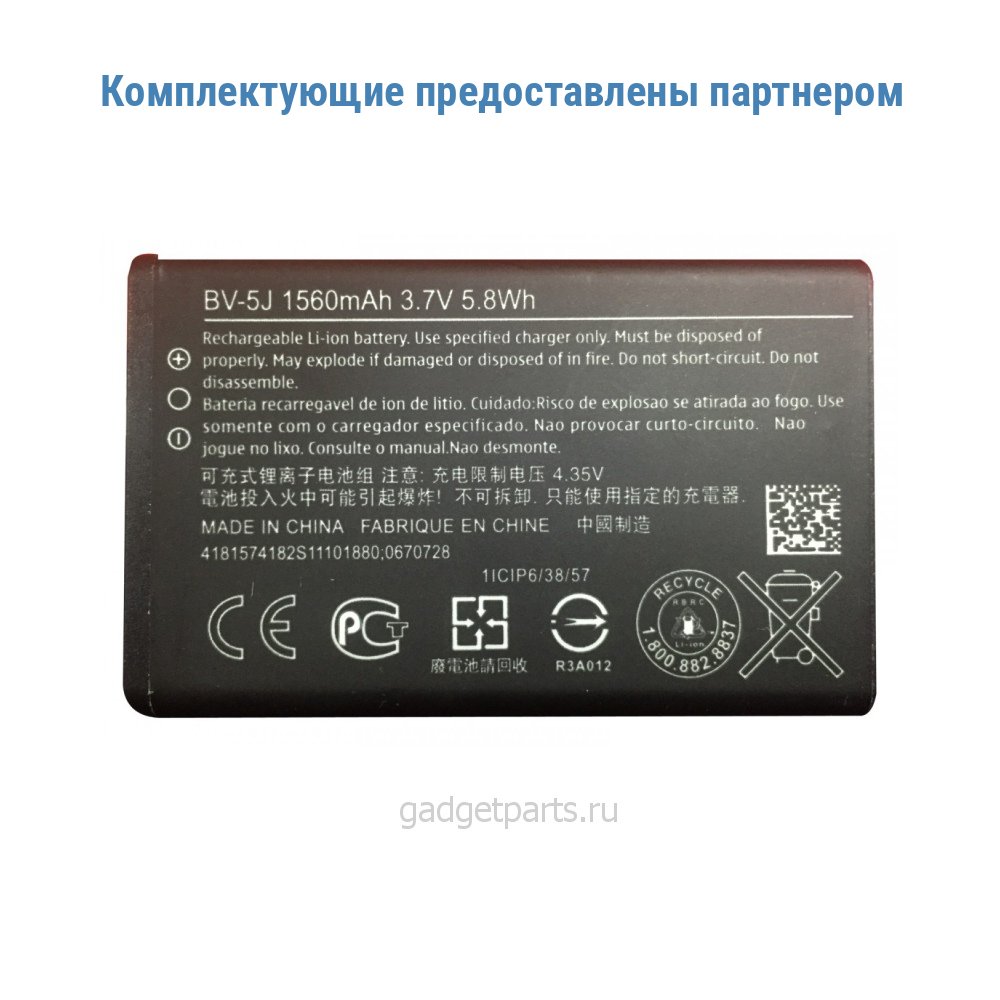 Комплектующие предоставлены партнером
BV-5J 1560mAh 3.7V 5.8Wh
Rechargeable Li-ion battery. Use specified charger only. Must be disposed of
properly. May explode if damaged or disposed of in fire. Do not short-circuit. Do not
disassemble.
Bateria recarregavel de ion de litio. Cuidado:Risco de explosao se atirada ao fogo. Use
somente com o carregador especificado. Nao provocar curto-circuito. Nao
jogue no lixo. Consulte o manual.Nao desmonte.
可充式锂离子电池组 注意: 充电限制电压 4.35V
電池投入火中可能引起爆炸! 不可拆卸. 只能使用指定的充電器.
MADE IN CHINA FABRIQUE EN CHINE 中國制造
4181574182S11101880;0670728
1ICIP6/38/57
CE
РСТ
廢電池請回收
R3A012
RECYCLE
RBRC
Li-ion
1.800.882.8837
gadgetparts.ru